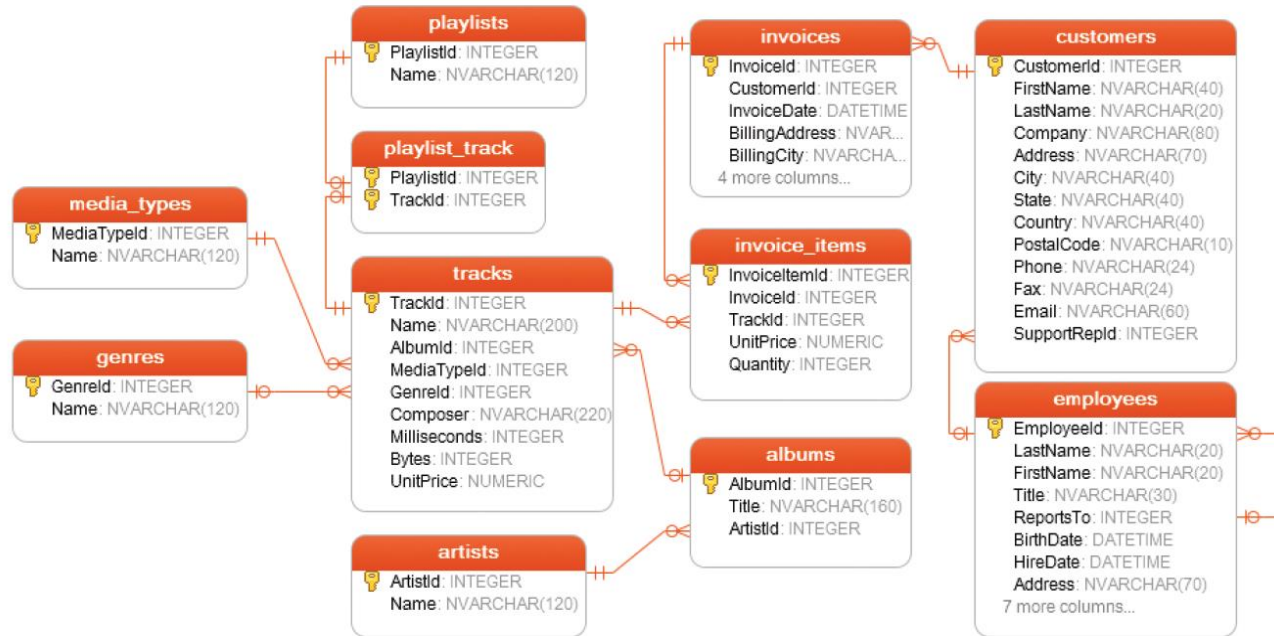 playlists
PlaylistId: INTEGER
Name: NVARCHAR(120)
playlist_track
PlaylistId: INTEGER
TrackId: INTEGER
media_types
MediaTypeId: INTEGER
Name: NVARCHAR(120)
genres
GenreId: INTEGER
Name: NVARCHAR(120)
tracks
TrackId: INTEGER
Name: NVARCHAR(200)
AlbumId: INTEGER
MediaTypeId: INTEGER
GenreId: INTEGER
Composer: NVARCHAR(220)
Milliseconds: INTEGER
Bytes: INTEGER
UnitPrice: NUMERIC
artists
ArtistId: INTEGER
Name: NVARCHAR(120)
invoices
InvoiceId: INTEGER
CustomerId: INTEGER
InvoiceDate: DATETIME
BillingAddress: NVAR...
BillingCity: NVARCHA...
4 more columns...
invoice_items
InvoiceItemId: INTEGER
InvoiceId: INTEGER
TrackId: INTEGER
UnitPrice: NUMERIC
Quantity: INTEGER
albums
AlbumId: INTEGER
Title: NVARCHAR(160)
ArtistId: INTEGER
customers
CustomerId: INTEGER
FirstName: NVARCHAR(40)
LastName: NVARCHAR(20)
Company: NVARCHAR(80)
Address: NVARCHAR(70)
City: NVARCHAR(40)
State: NVARCHAR(40)
Country: NVARCHAR(40)
PostalCode: NVARCHAR(10)
Phone: NVARCHAR(24)
Fax: NVARCHAR(24)
Email: NVARCHAR(60)
SupportRepId: INTEGER
employees
EmployeeId: INTEGER
LastName: NVARCHAR(20)
FirstName: NVARCHAR(20)
Title: NVARCHAR(30)
ReportsTo: INTEGER
BirthDate: DATETIME
HireDate: DATETIME
Address: NVARCHAR(70)
7 more columns...